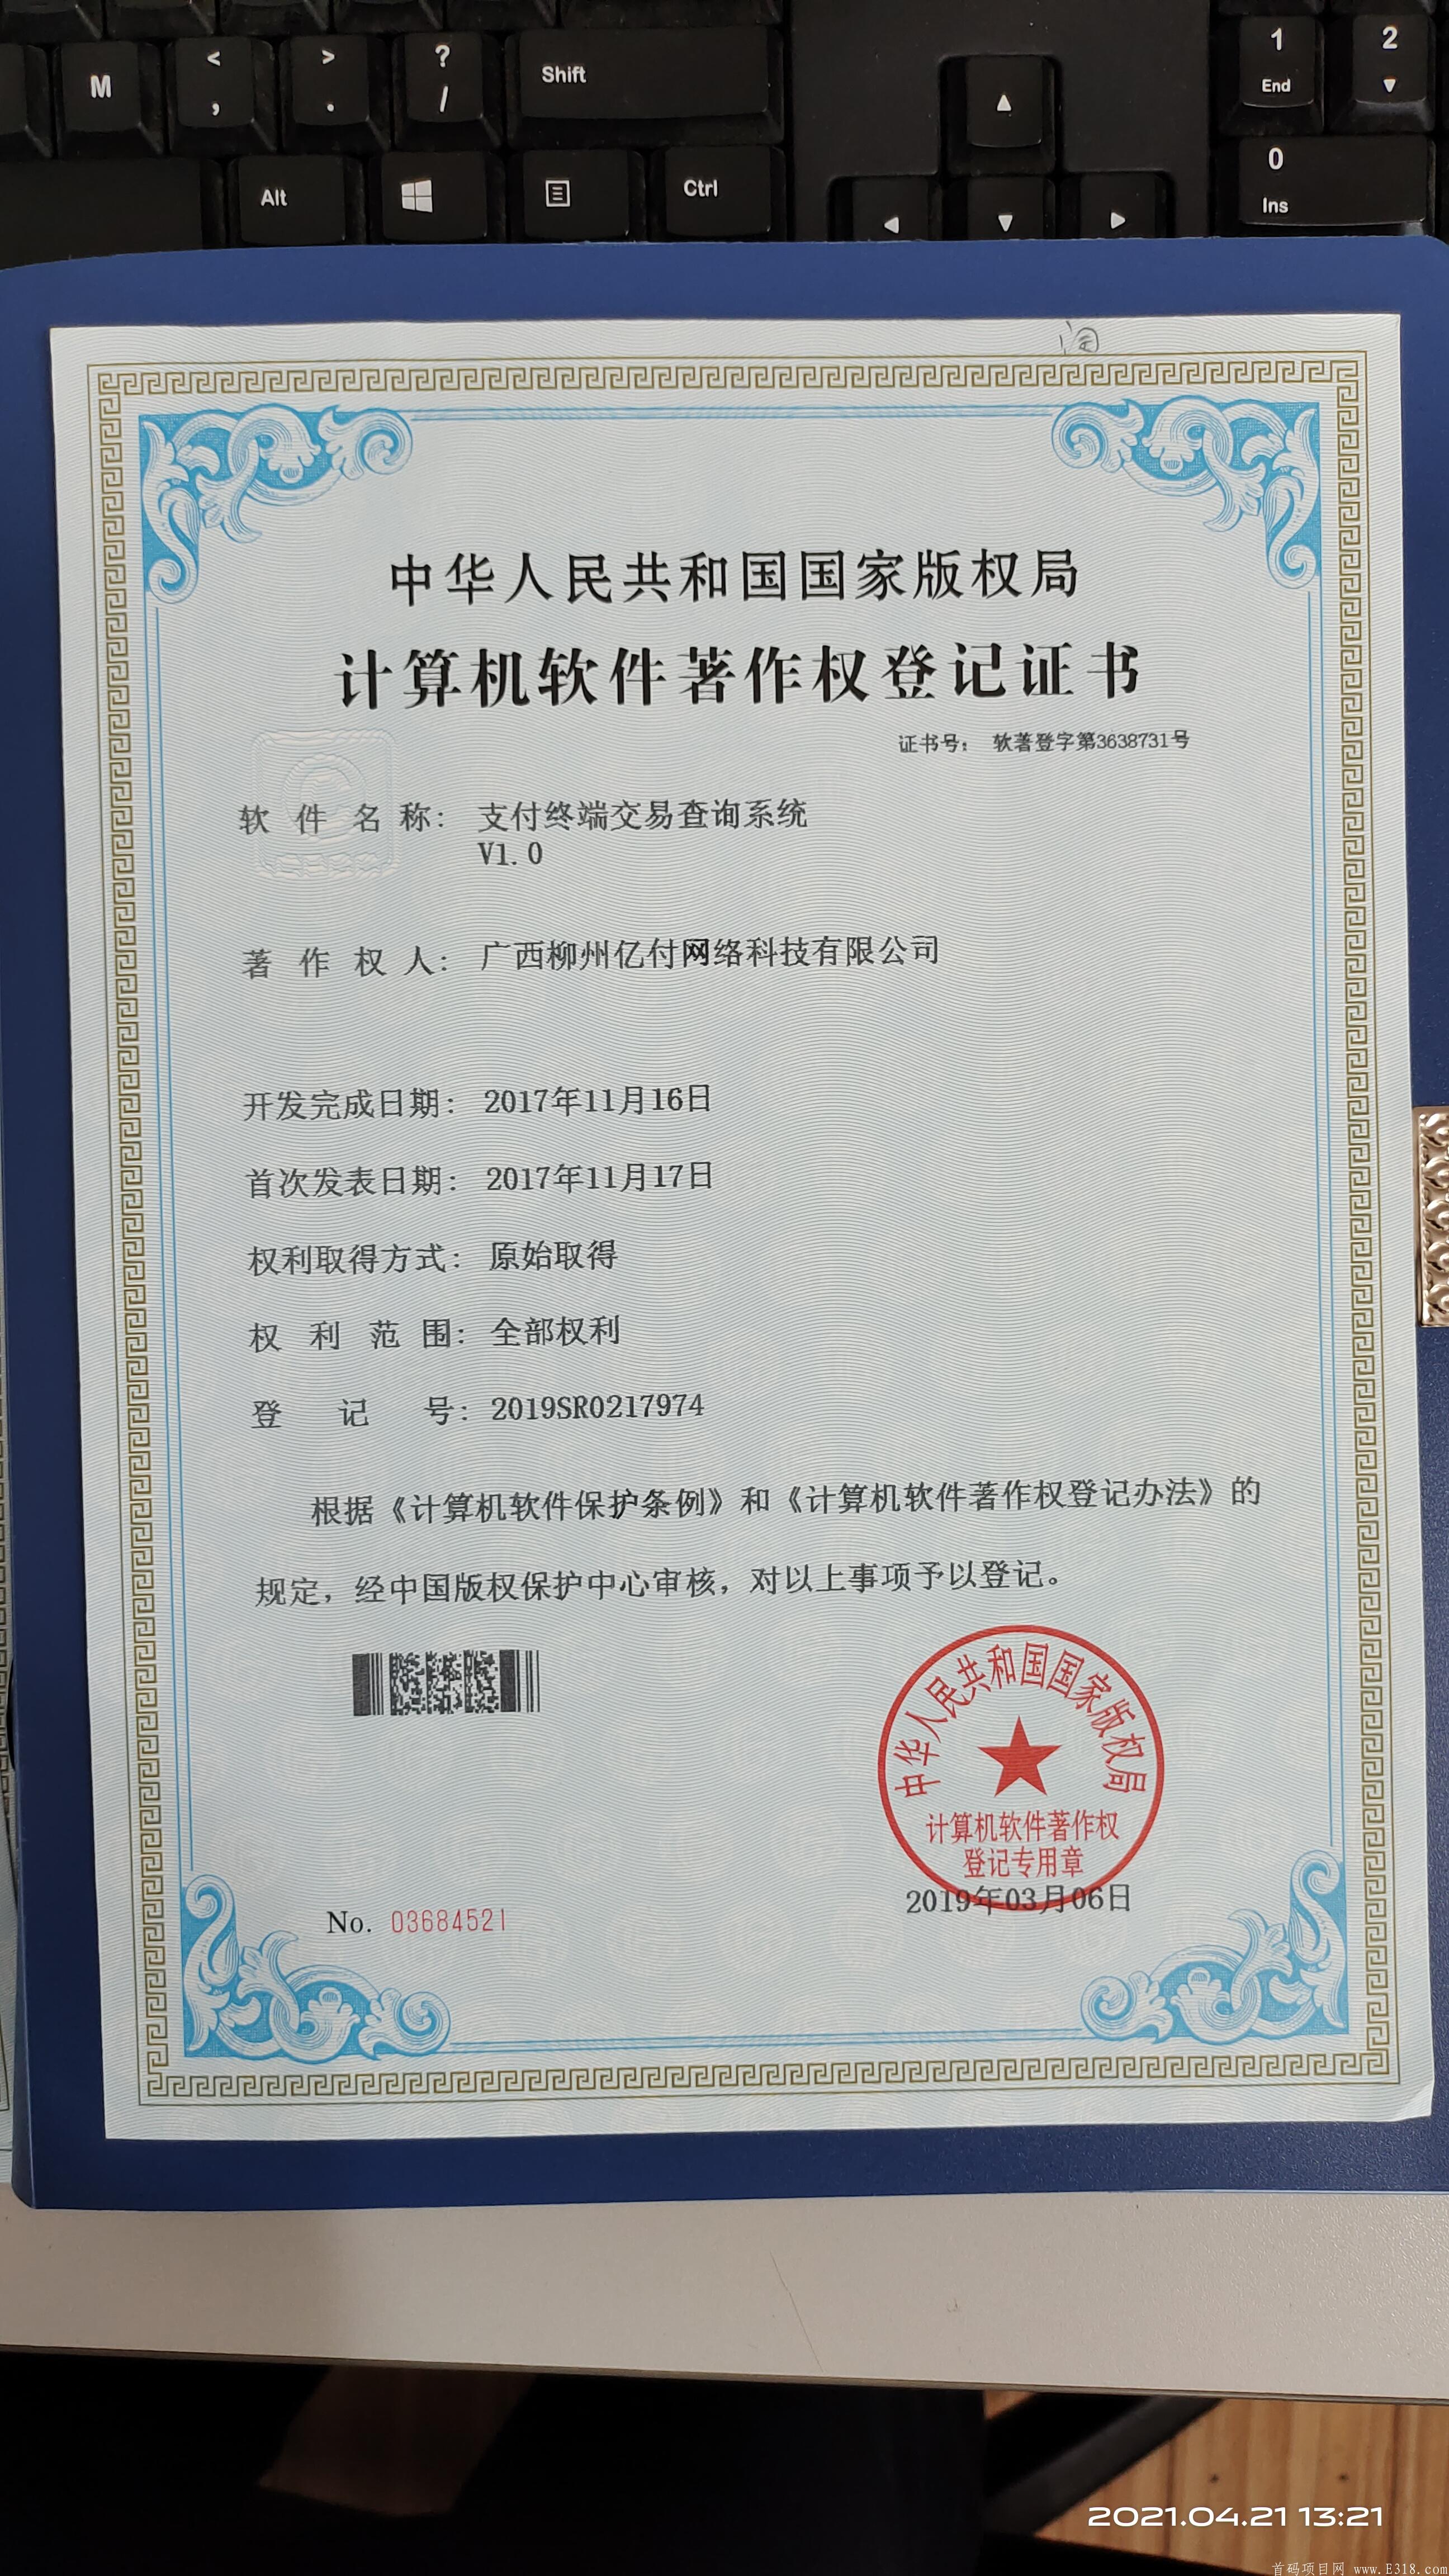 M
<
,
>
.
?
/
Shift
1
End
2
Alt
Ctrl
0
Ins
中华人民共和国国家版权局
计算机软件著作权登记证书
证书号： 软著登字第3638731号
软件名称： 支付终端交易查询系统
V1.0
著作权人： 广西柳州亿付网络科技有限公司
开发完成日期： 2017年11月16日
首次发表日期： 2017年11月17日
权利取得方式： 原始取得
权利范围： 全部权利
登记号： 2019SR0217974
根据《计算机软件保护条例》和《计算机软件著作权登记办法》的
规定，经中国版权保护中心审核，对以上事项予以登记。
中华人民共和国国家版权局
计算机软件著作权
登记专用章
2019年03月06日
No. 03684521
2021.04.21 13:21
首码项目网 www.E318.com